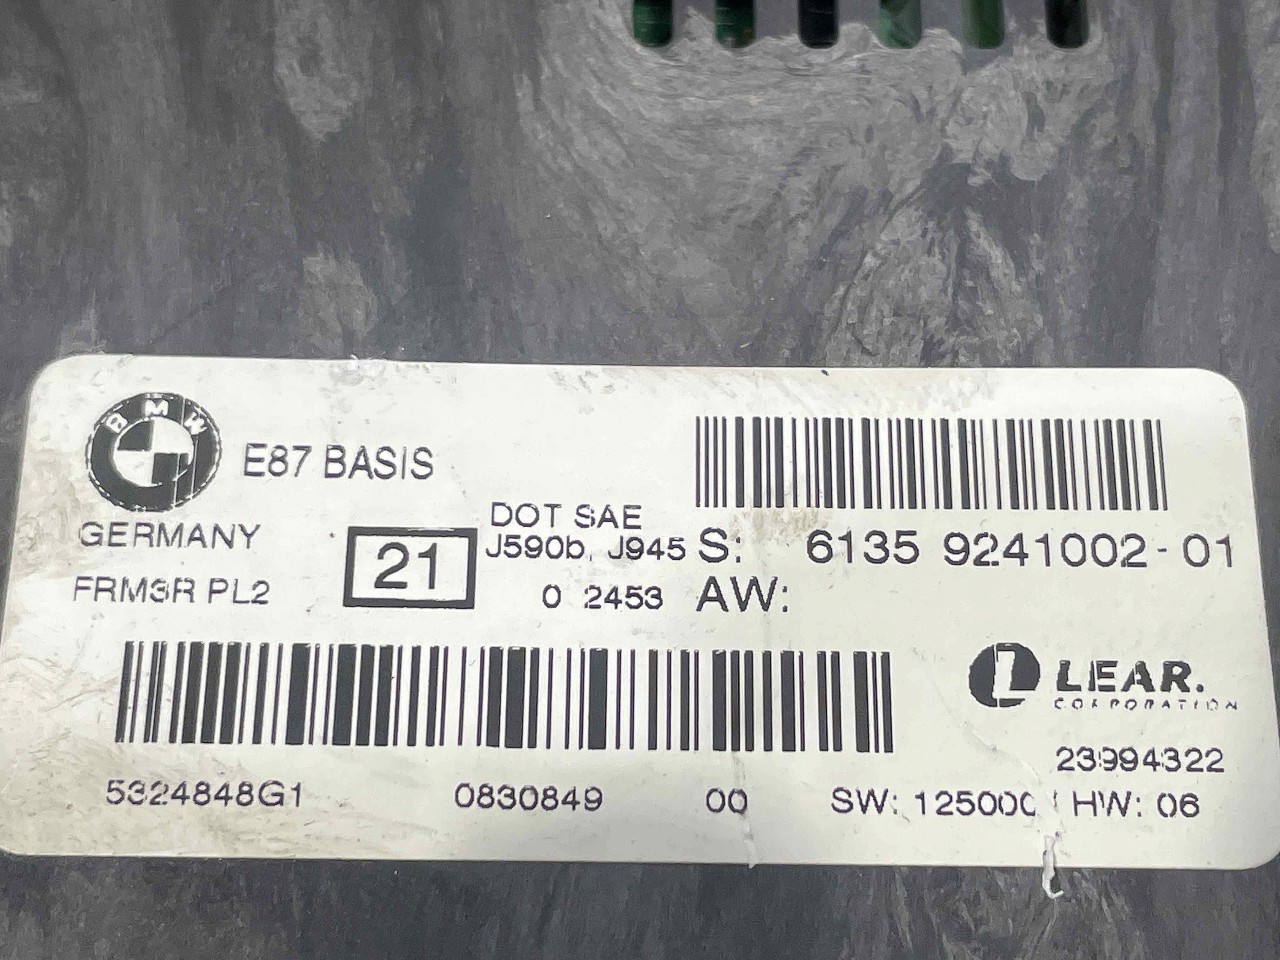 BMW
E87 BASIS
GERMANY
FRM3R PL2
21
DOT SAE
J590b, J945
0 2453
S: 6135 9241002-01
AW:
LEAR.
CORPORATION
23994322
5324848G1 0830849 00 SW: HW: 06